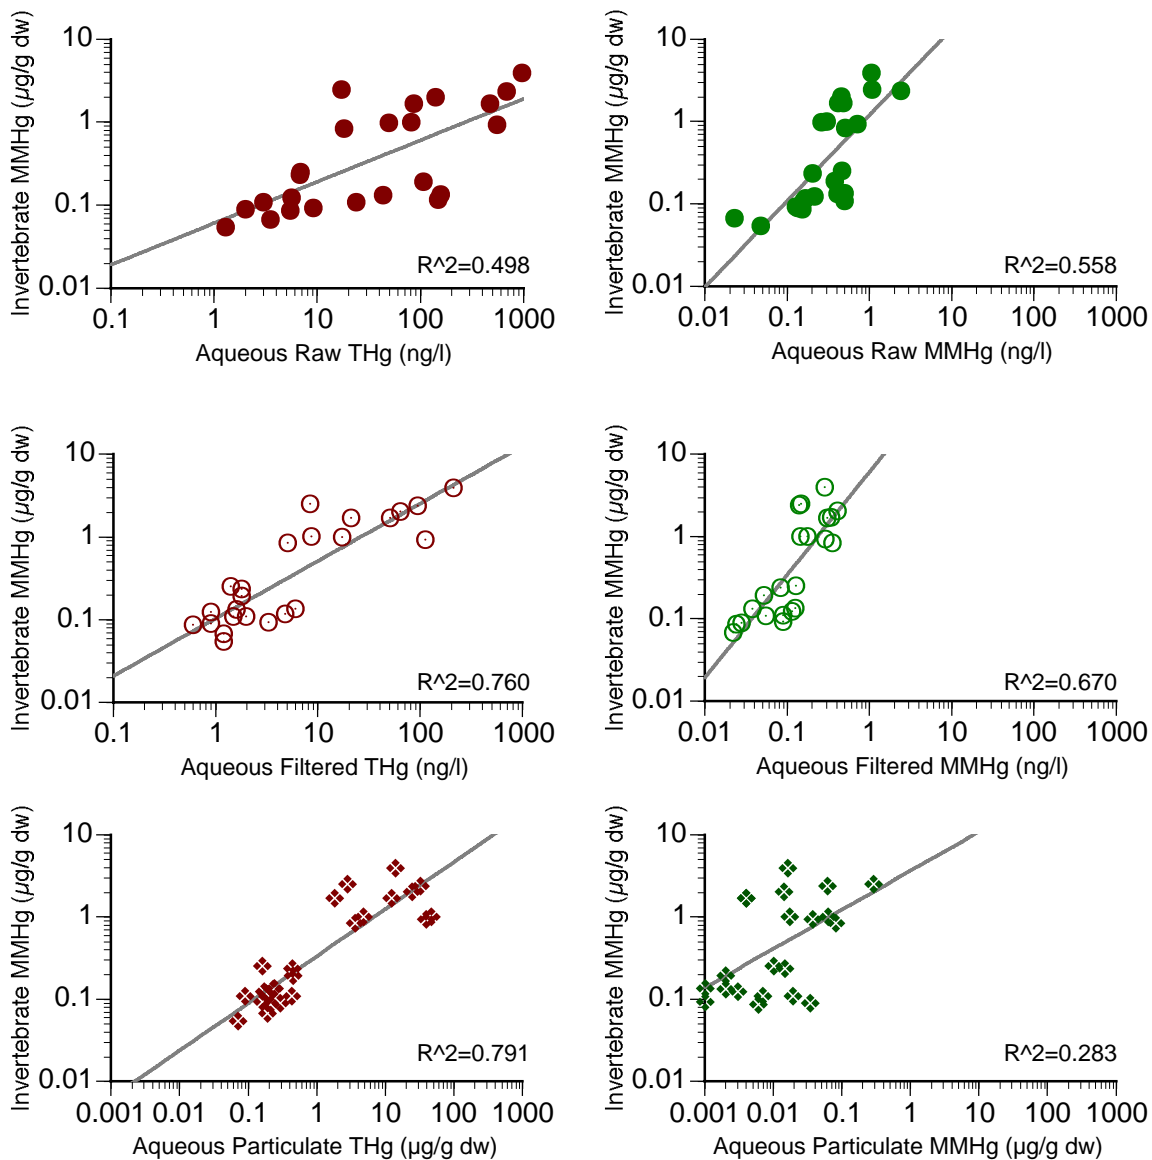 Invertebrate MMHg (µg/g dw)
10
1
0.1
0.01
R^2=0.498
0.1 1 10 100 1000
Aqueous Raw THg (ng/l)
Invertebrate MMHg (µg/g dw)
10
1
0.1
0.01
R^2=0.558
0.01 0.1 1 10 100 1000
Aqueous Raw MMHg (ng/l)
Invertebrate MMHg (µg/g dw)
10
1
0.1
0.01
R^2=0.760
0.1 1 10 100 1000
Aqueous Filtered THg (ng/l)
Invertebrate MMHg (µg/g dw)
10
1
0.1
0.01
R^2=0.670
0.01 0.1 1 10 100 1000
Aqueous Filtered MMHg (ng/l)
Invertebrate MMHg (µg/g dw)
10
1
0.1
0.01
R^2=0.791
0.001 0.01 0.1 1 10 100 1000
Aqueous Particulate THg (µg/g dw)
Invertebrate MMHg (µg/g dw)
10
1
0.1
0.01
R^2=0.283
0.001 0.01 0.1 1 10 100 1000
Aqueous Particulate MMHg (µg/g dw)